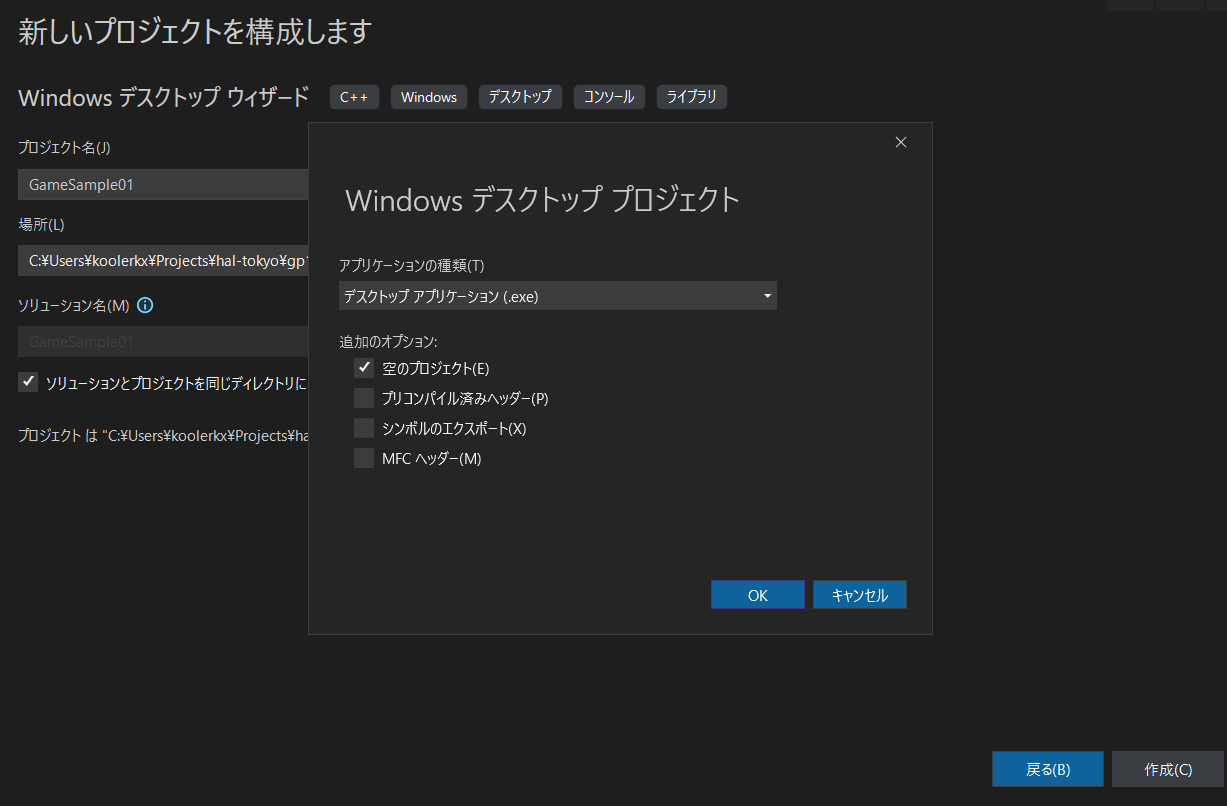 新しいプロジェクトを構成します
Windows デスクトップ ウィザード C++ Windows デスクトップ コンソール ライブラリ
プロジェクト名(J)
GameSample01
場所(L)
C:¥Users¥koolerkx¥Projects¥hal-tokyo¥gp
ソリューション名(M)
GameSample01
ソリューションとプロジェクトを同じディレクトリに
プロジェクト は "C:¥Users¥koolerkx¥Projects¥ha
Windows デスクトップ プロジェクト
アプリケーションの種類(T)
デスクトップ アプリケーション (.exe)
追加のオプション:
空のプロジェクト(E)
プリコンパイル済みヘッダー(P)
シンボルのエクスポート(X)
MFC ヘッダー(M)
OK キャンセル
戻る(B) 作成(C)